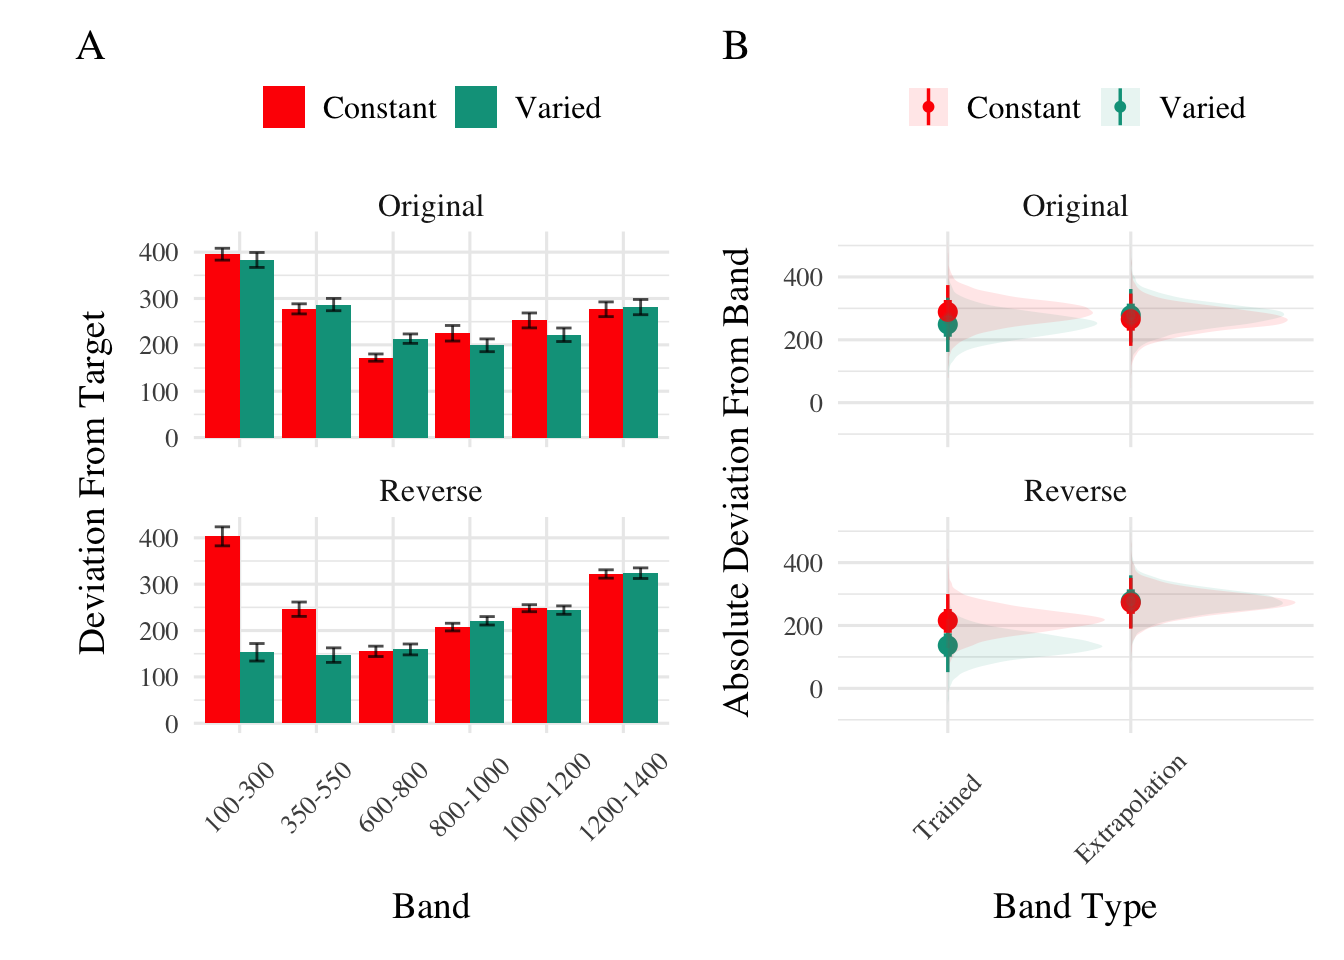 A
Constant Varied
Original
400
300
200
100
0
Reverse
400
300
200
100
0
Deviation From Target
100-300
350-550
600-800
800-1000
1000-1200
1200-1400
Band
B
Constant Varied
Original
400
200
0
Reverse
400
200
0
Absolute Deviation From Band
Trained
Extrapolation
Band Type